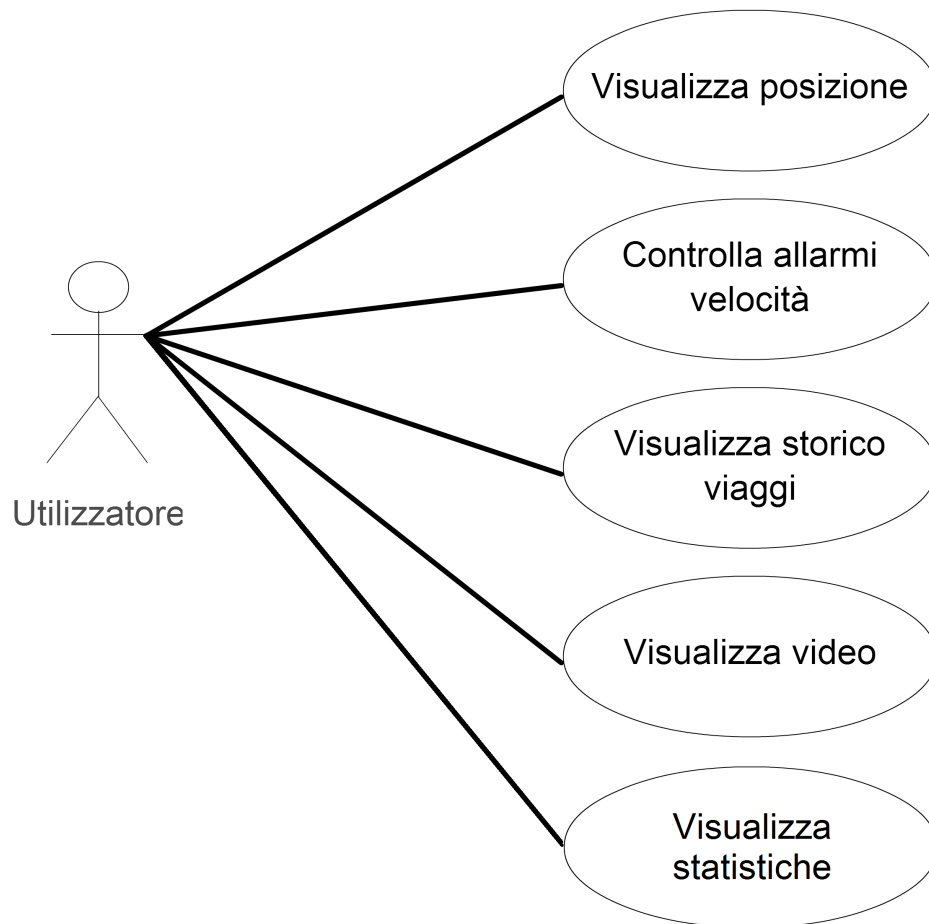 Visualizza posizione
Controlla allarmi
velocità
Visualizza storico
viaggi
Utilizzatore
Visualizza video
Visualizza
statistiche